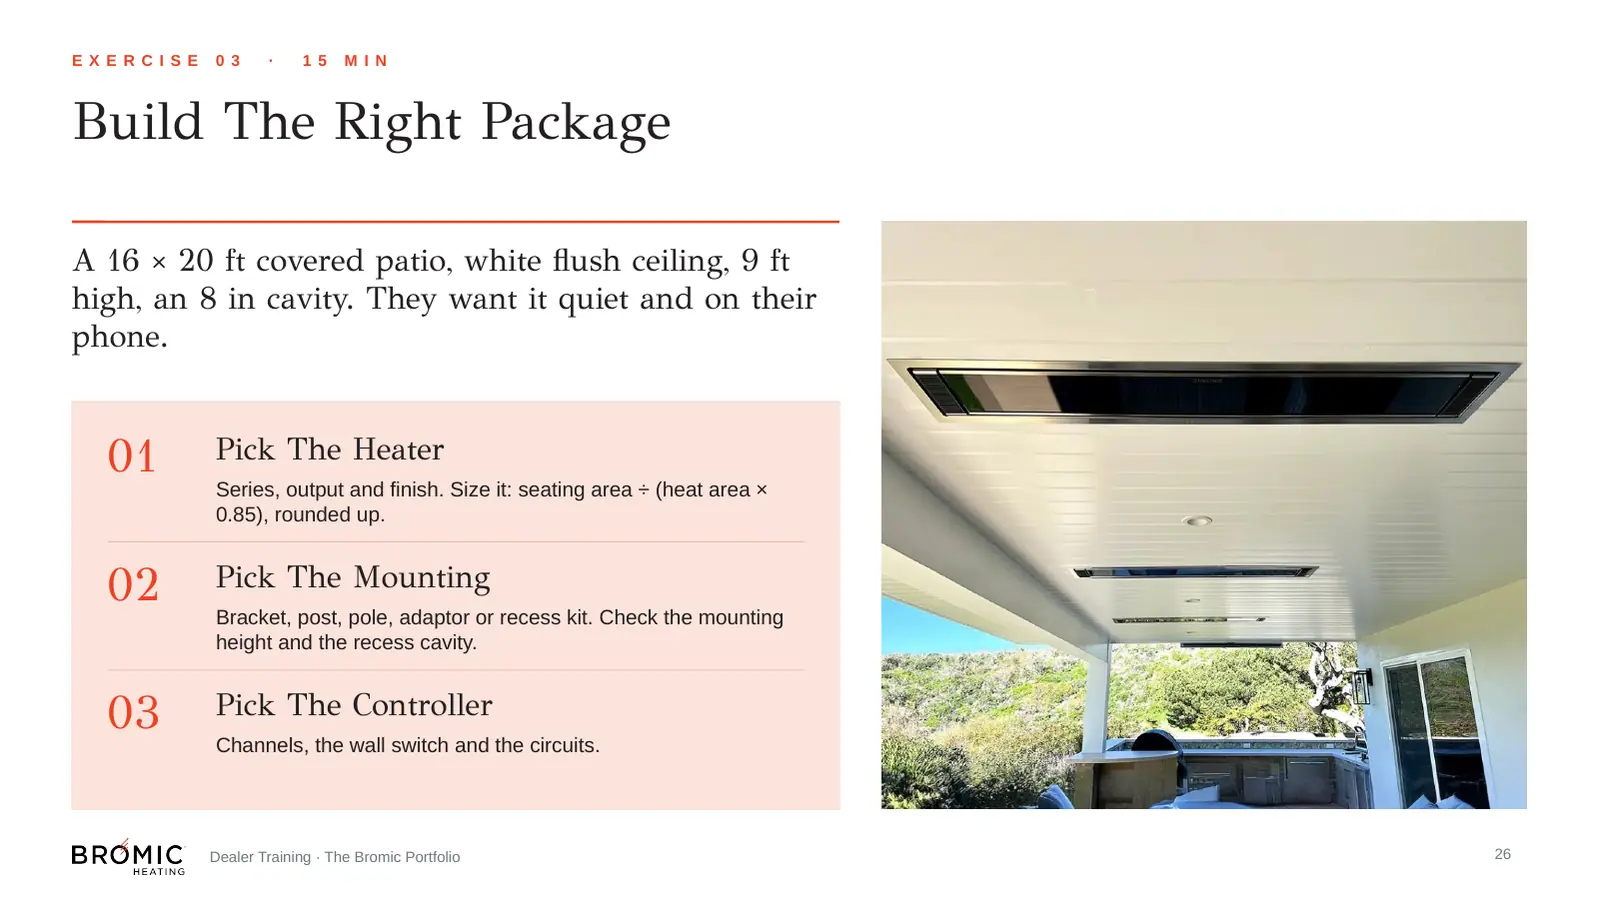 EXERCISE 03 · 15 MIN
Build The Right Package
A 16 × 20 ft covered patio, white flush ceiling, 9 ft
high, an 8 in cavity. They want it quiet and on their
phone.
01
Pick The Heater
Series, output and finish. Size it: seating area ÷ (heat area ×
0.85), rounded up.
02
Pick The Mounting
Bracket, post, pole, adaptor or recess kit. Check the mounting
height and the recess cavity.
03
Pick The Controller
Channels, the wall switch and the circuits.
BROMIC
HEATING
Dealer Training · The Bromic Portfolio
26